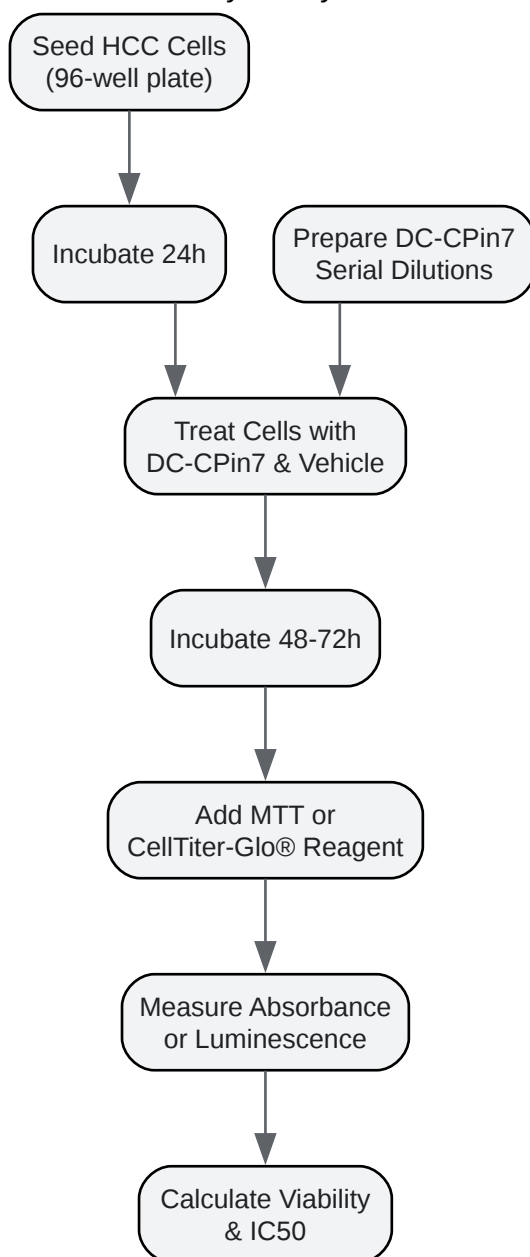 Seed HCC Cells
(96-well plate)
Incubate 24h
Prepare DC-CPin7
Serial Dilutions
Treat Cells with
DC-CPin7 & Vehicle
Incubate 48-72h
Add MTT or
CellTiter-Glo® Reagent
Measure Absorbance
or Luminescence
Calculate Viability
& IC50